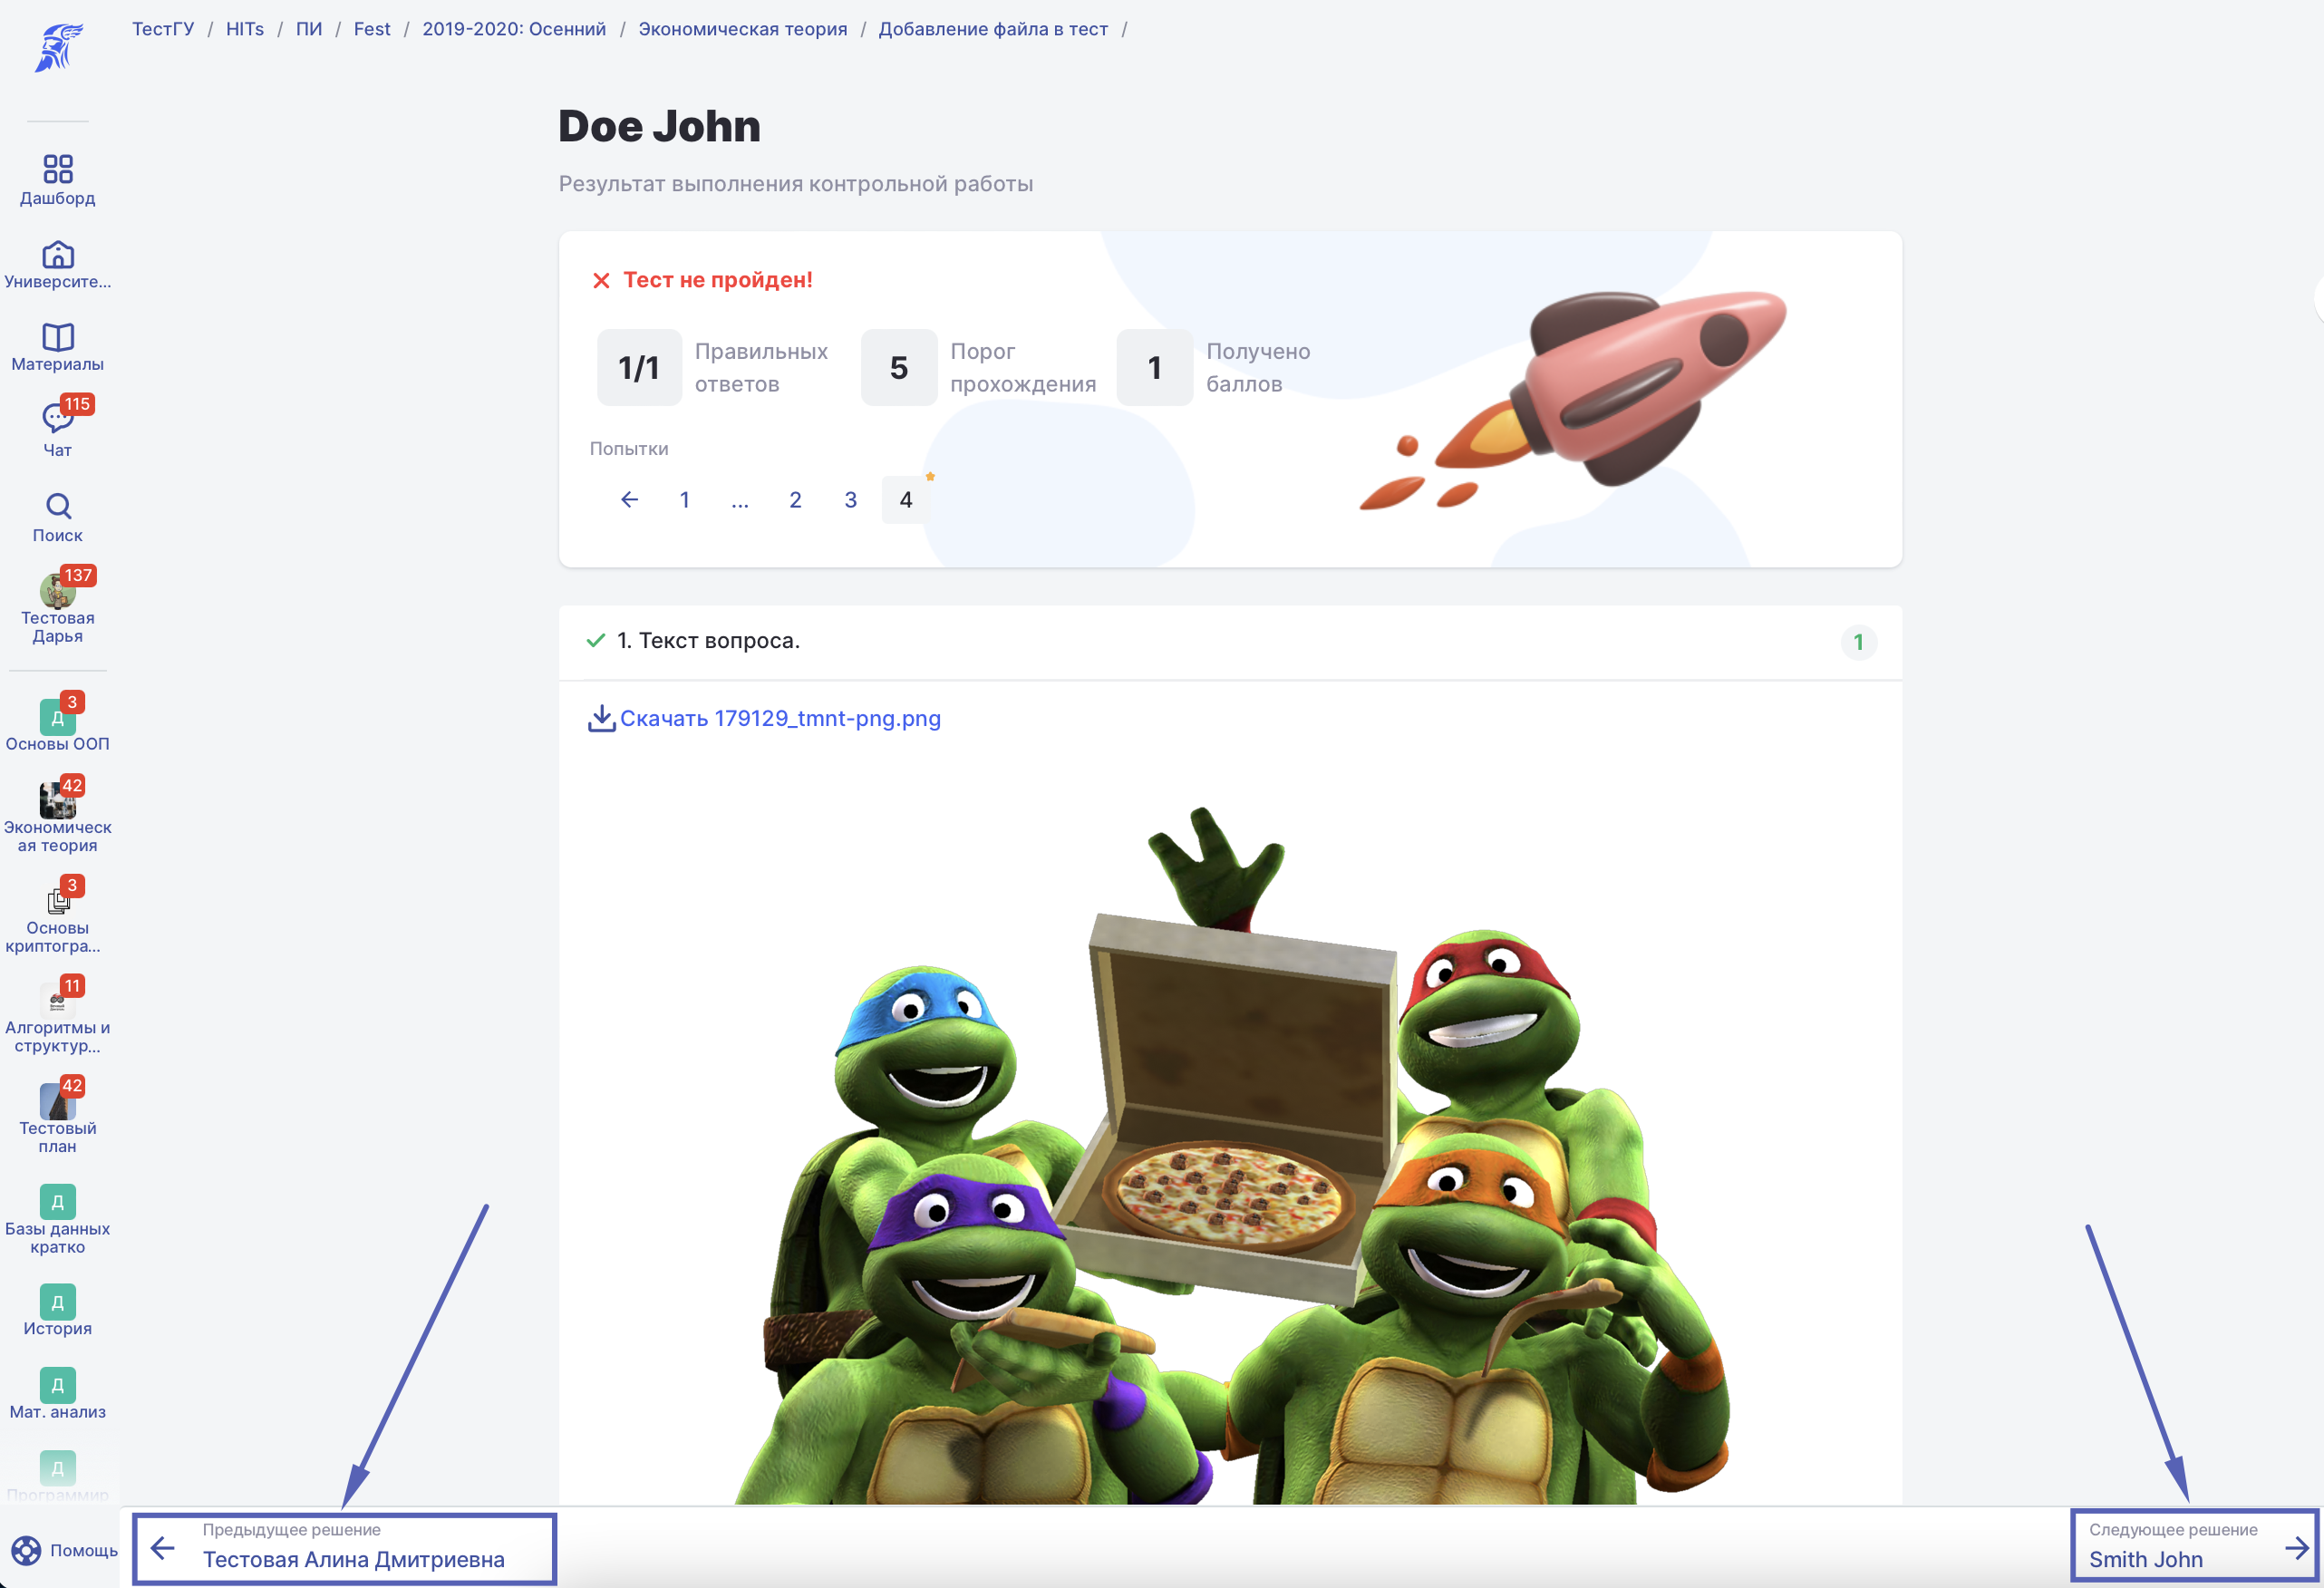 ТестГУ / HITs / ПИ / Fest / 2019-2020: Осенний / Экономическая теория / Добавление файла в тест /
Doe John
Результат выполнения контрольной работы
Тест не пройден!
1/1
Правильных
ответов
5
Порог
прохождения
1
Получено
баллов
Попытки
1 ... 2 3 4
1. Текст вопроса.
1
Скачать 179129_tmnt-png.png
Дашборд
Университе...
Материалы
115
Чат
Поиск
137
Тестовая
Дарья
3
Д
Основы ООП
42
Экономическ
ая теория
3
Основы
криптогра...
11
Алгоритмы и
структур...
42
Тестовый
план
Д
Базы данных
кратко
Д
История
Д
Мат. анализ
Д
Программир
Помощь
Предыдущее решение
Тестовая Алина Дмитриевна
Следующее решение
Smith John